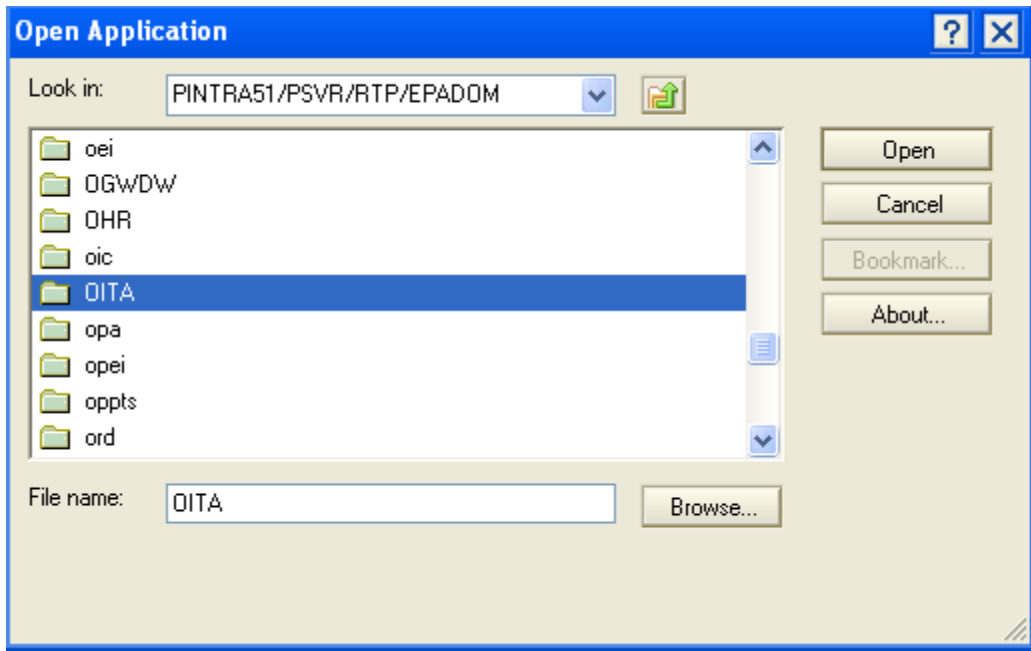 Open Application
Look in:
PINTRA51/PSVR/RTP/EPADOM
oei
OGWDW
OHR
oic
OITA
opa
opei
oppts
ord
Open
Cancel
Bookmark...
About...
File name:
OITA
Browse...